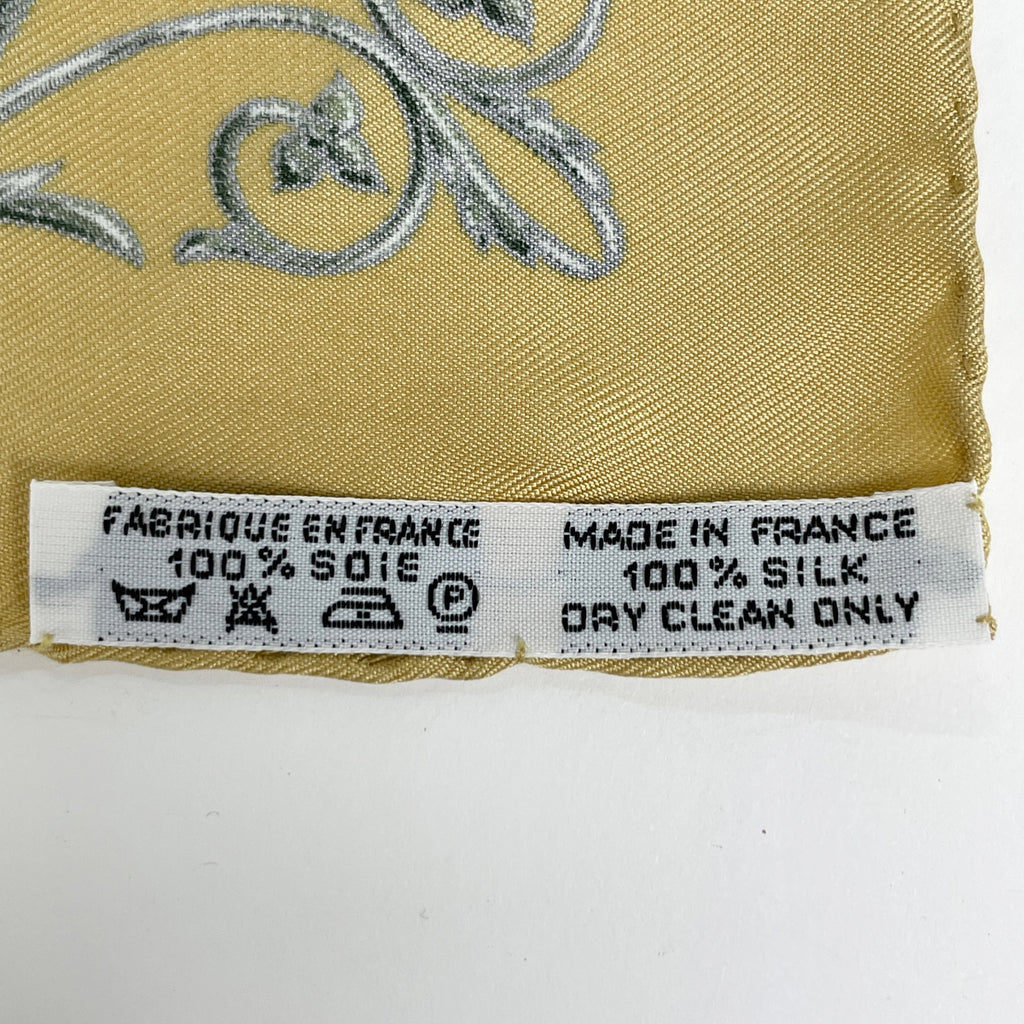 FABRIQUE EN FRANCE
100% SOIE
P
MADE IN FRANCE
100% SILK
DRY CLEAN ONLY